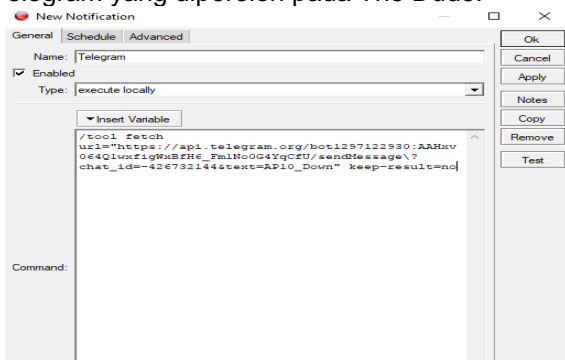 elegram yang diperoleh pada The Dude.
New Notification
General Schedule Advanced
Ok
Name: Telegram
Cancel
Enabled
Apply
Type: execute locally
Notes
Insert Variable
Copy
/tool fetch
Remove
url="https://api.telegram.org/bot1297122930:AAHxv
064Q1wxfigWxBfH6_Fm1No0G4YqCfU/sendMessage\?
Test
chat_id=-426732144&text=AP10_Down" keep-result=no
Command: